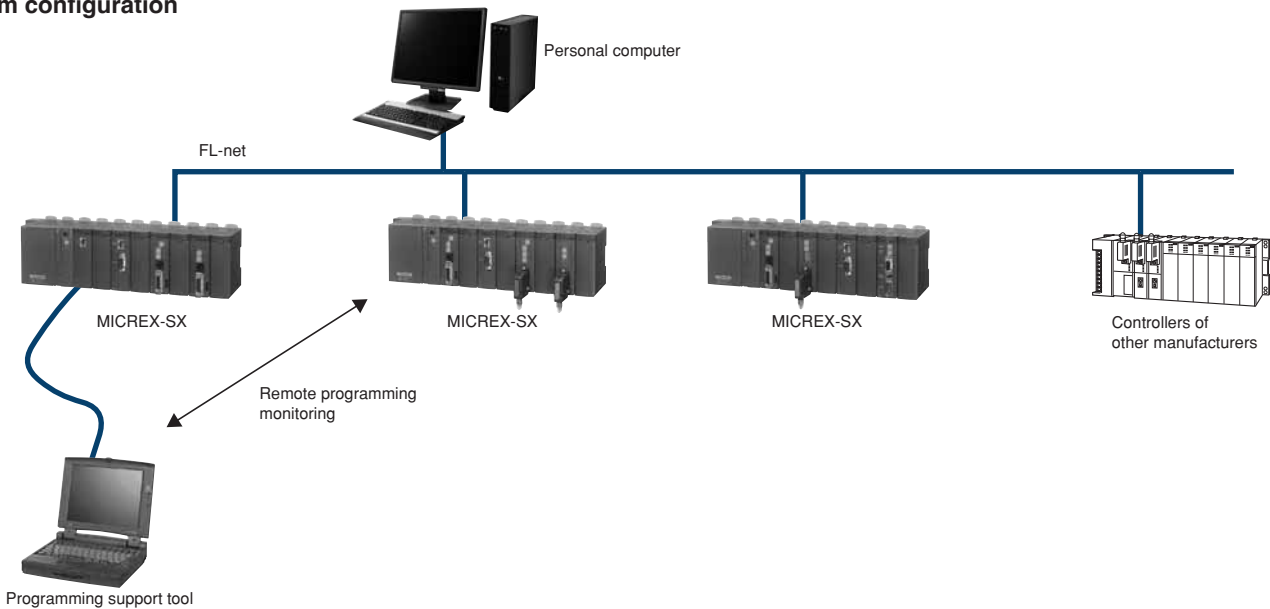 m configuration
Personal computer
FL-net
MICREX-SX
MICREX-SX
MICREX-SX
Controllers of
other manufacturers
Remote programming
monitoring
Programming support tool